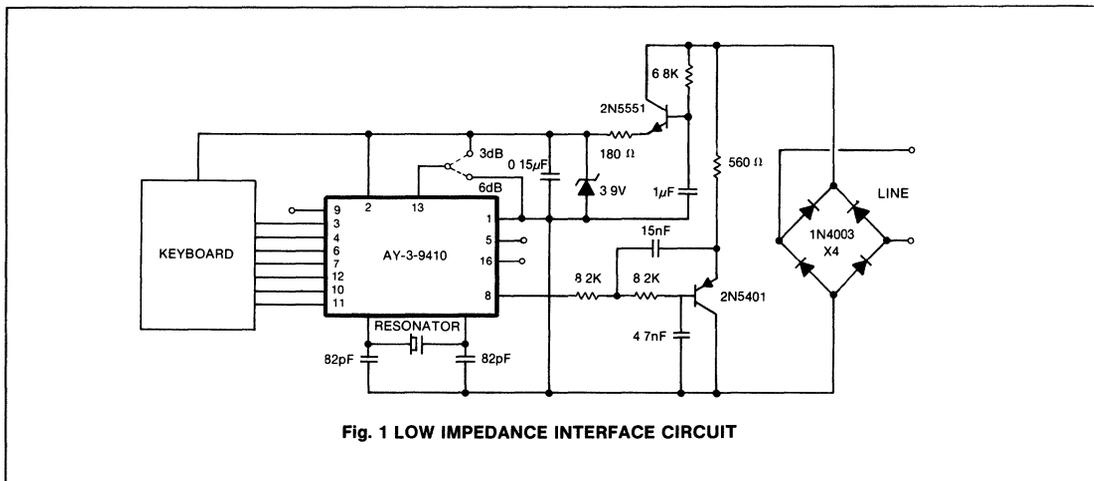 6 8K
2N5551
3dB
0 15µF
180 Ω
560 Ω
6dB
3 9V
1µF
LINE
9
2
13
1
3
4
KEYBOARD
AY-3-9410
5
15nF
1N4003
X4
6
7
16
12
8 2K
8 2K
2N5401
10
8
11
RESONATOR
4 7nF
82pF
82pF
Fig. 1 LOW IMPEDANCE INTERFACE CIRCUIT